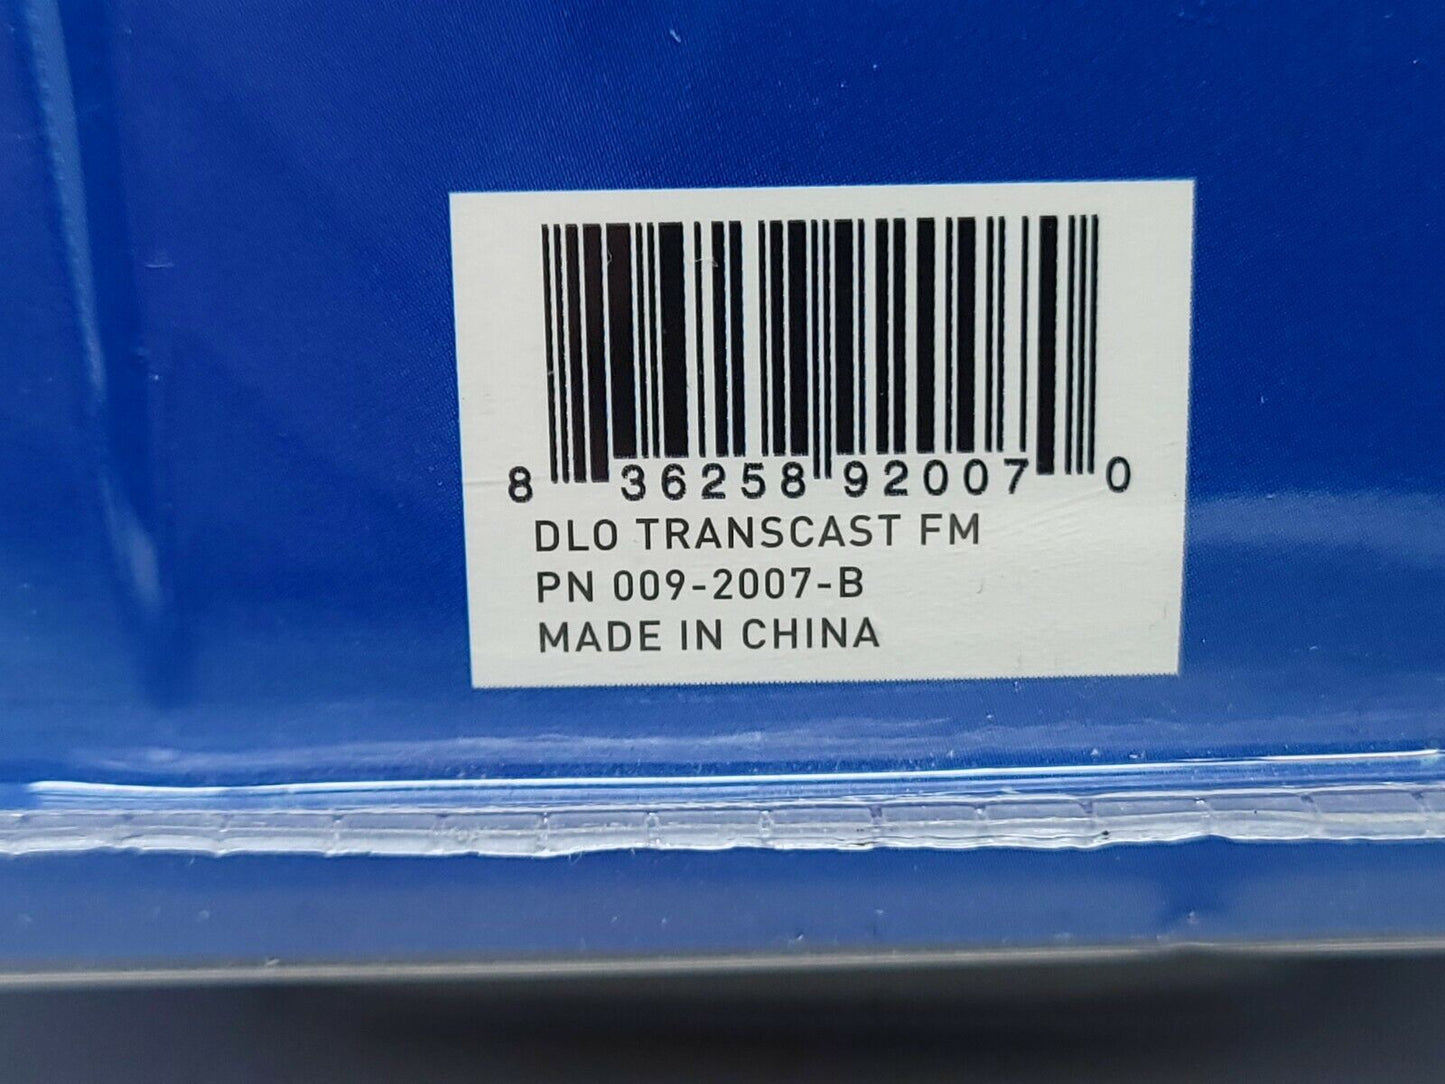 8 36258 92007 0
DLO TRANSCAST FM
PN 009-2007-B
MADE IN CHINA